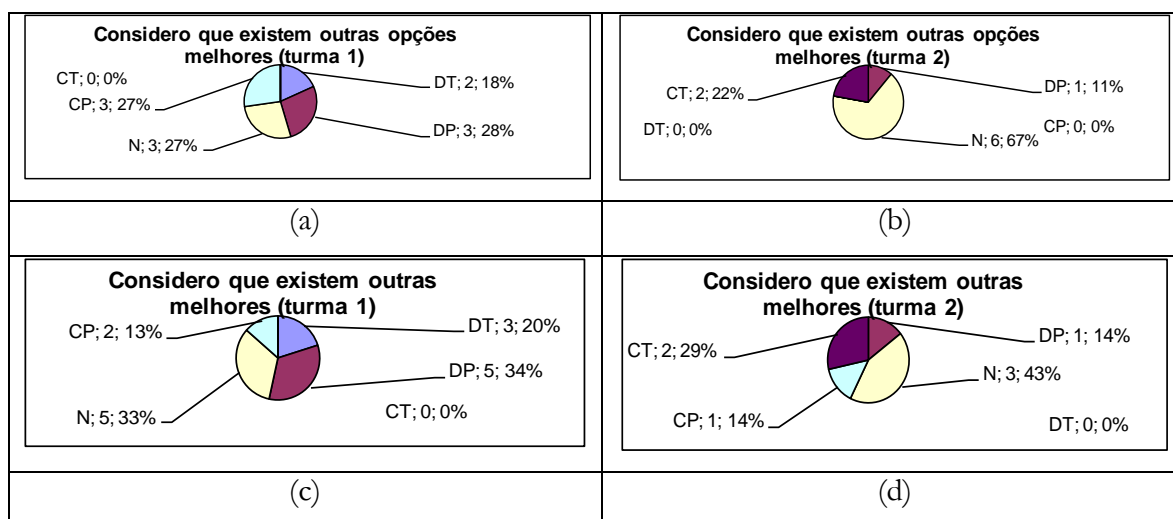 Considero que existem outras opções
melhores (turma 1)
CT; 0; 0%
DT; 2; 18%
CP; 3; 27%
N; 3; 27%
DP; 3; 28%
(a)
Considero que existem outras opções
melhores (turma 2)
CT; 2; 22%
DP; 1; 11%
DT; 0; 0%
CP; 0; 0%
N; 6; 67%
(b)
Considero que existem outras
melhores (turma 1)
CP; 2; 13%
DT; 3; 20%
DP; 5; 34%
N; 5; 33%
CT; 0; 0%
(c)
Considero que existem outras
melhores (turma 2)
CT; 2; 29%
DP; 1; 14%
N; 3; 43%
CP; 1; 14%
DT; 0; 0%
(d)